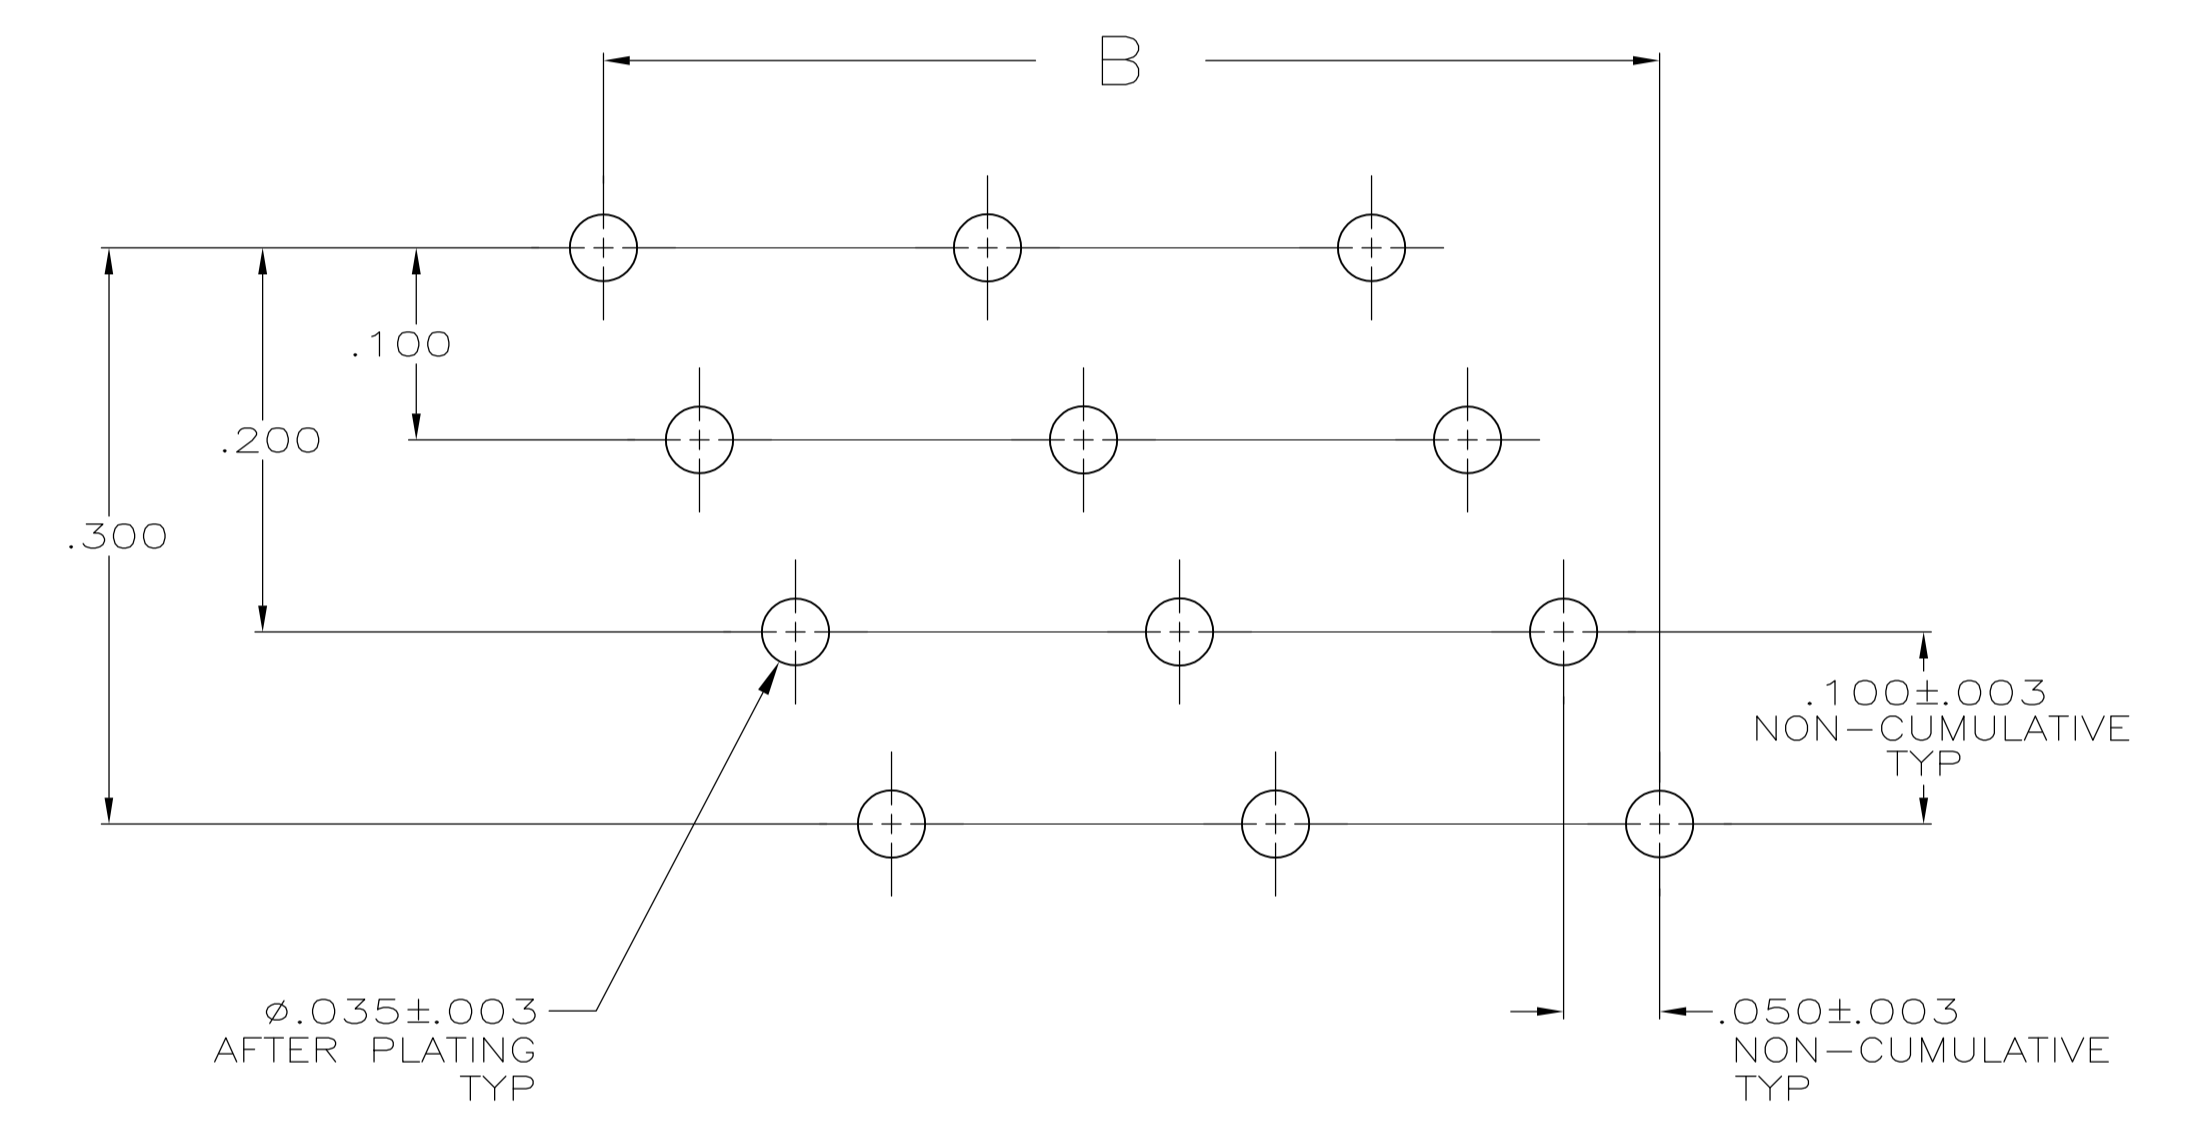 B
.100
.200
.300
.100±.003
NON-CUMULATIVE
TYP
ø.035±.003
AFTER PLATING
TYP
.050±.003
NON-CUMULATIVE
TYP